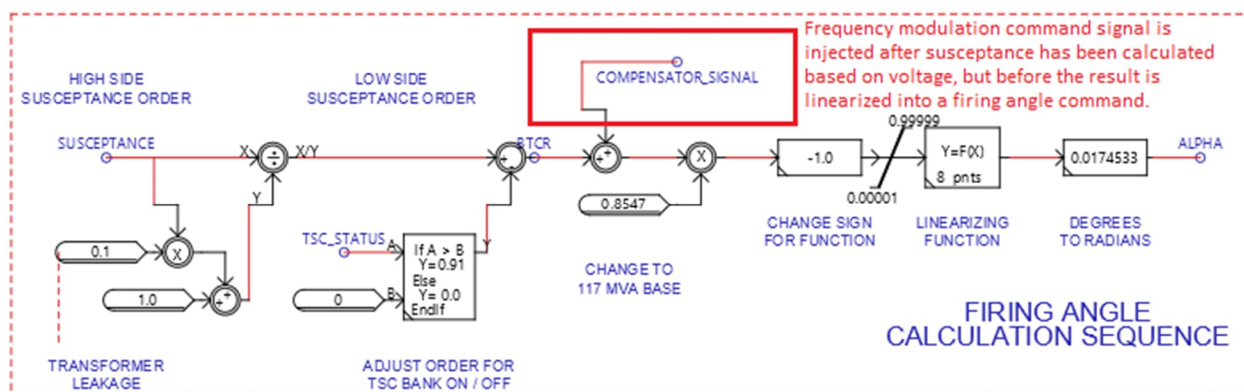 Frequency modulation command signal is
injected after susceptance has been calculated
based on voltage, but before the result is
linearized into a firing angle command.
HIGH SIDE
SUSCEPTANCE ORDER
LOW SIDE
SUSCEPTANCE ORDER
COMPENSATOR_SIGNAL
SUSCEPTANCE
X
÷
X/Y
Y
+
+
BTCR
+
+
X
-1.0
0.99999
0.00001
Y=F(X)
8 pnts
0.0174533
ALPHA
0.8547
0.1
X
1.0
+
+
TSC_STATUS
A
0
B
If A > B
Y=0.91
Else
Y= 0.0
EndIf
Y
CHANGE SIGN
FOR FUNCTION
LINEARIZING
FUNCTION
DEGREES
TO RADIANS
CHANGE TO
117 MVA BASE
TRANSFORMER
LEAKAGE
ADJUST ORDER FOR
TSC BANK ON / OFF
FIRING ANGLE
CALCULATION SEQUENCE